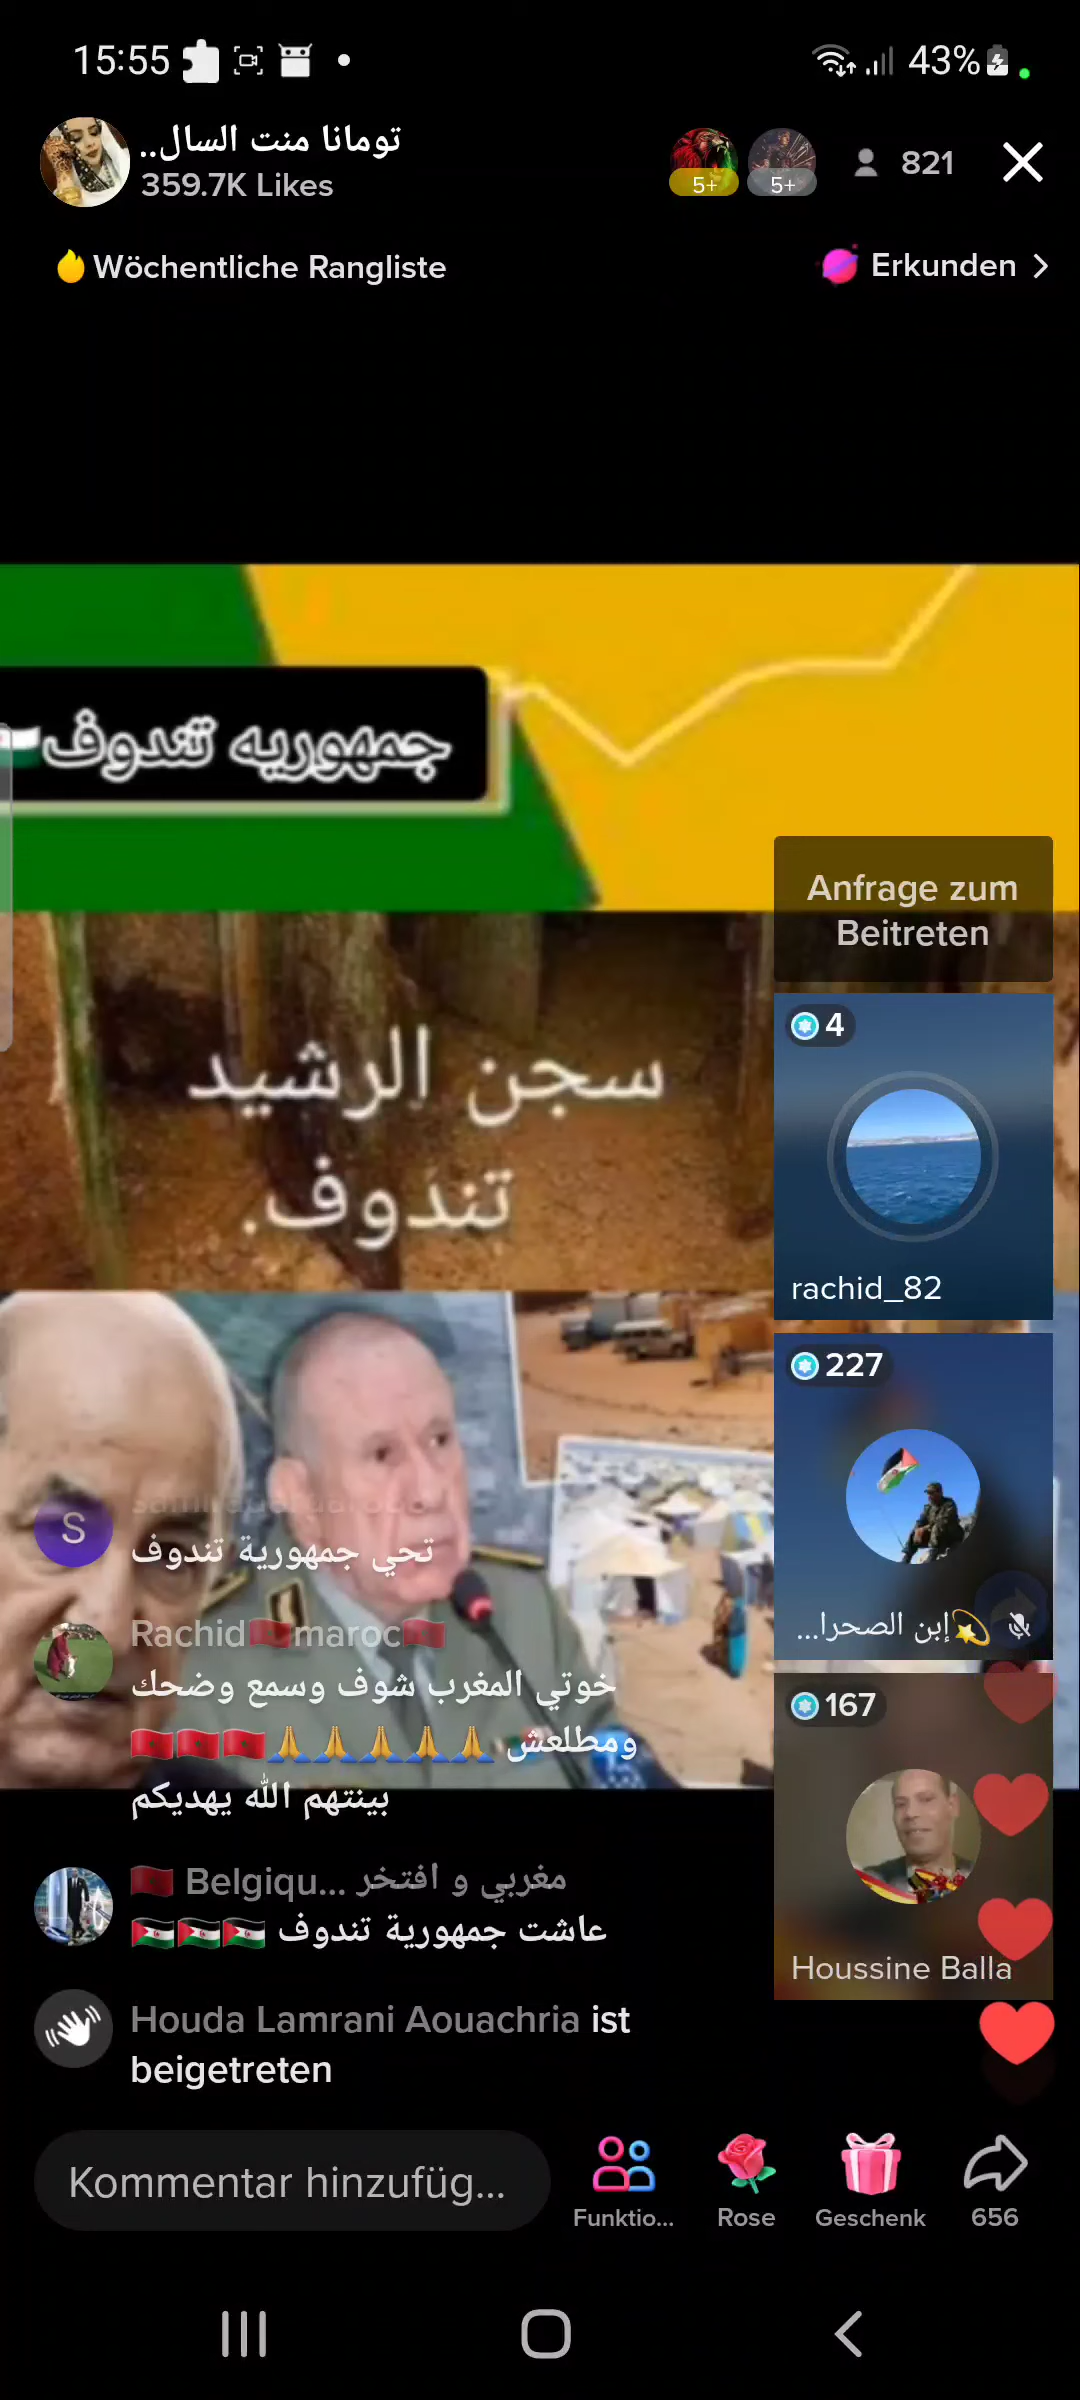 15:55
43%
تومانا منت السال..
359.7K Likes
5+
5+
821
Wöchentliche Rangliste
Erkunden
جمهوريه تندوف
Anfrage zum
Beitreten
سجن الرشيد
تندوف.
4
rachid_82
227
إبن الصحرا...
167
Houssine Balla
S
تحي جمهورية تندوف
Rachid🇲🇦maroc🇲🇦
خوتي المغرب شوف وسمع وضحك
ومطلعش 🙏🙏🙏🙏🙏🇲🇦🇲🇦🇲🇦
بينتهم الله يهديكم
🇲🇦 Belgiqu... مغربي و افتخر
عاشت جمهورية تندوف 🇪🇭🇪🇭🇪🇭
Houda Lamrani Aouachria ist
beigetreten
Kommentar hinzufüg...
Funktio...
Rose
Geschenk
656